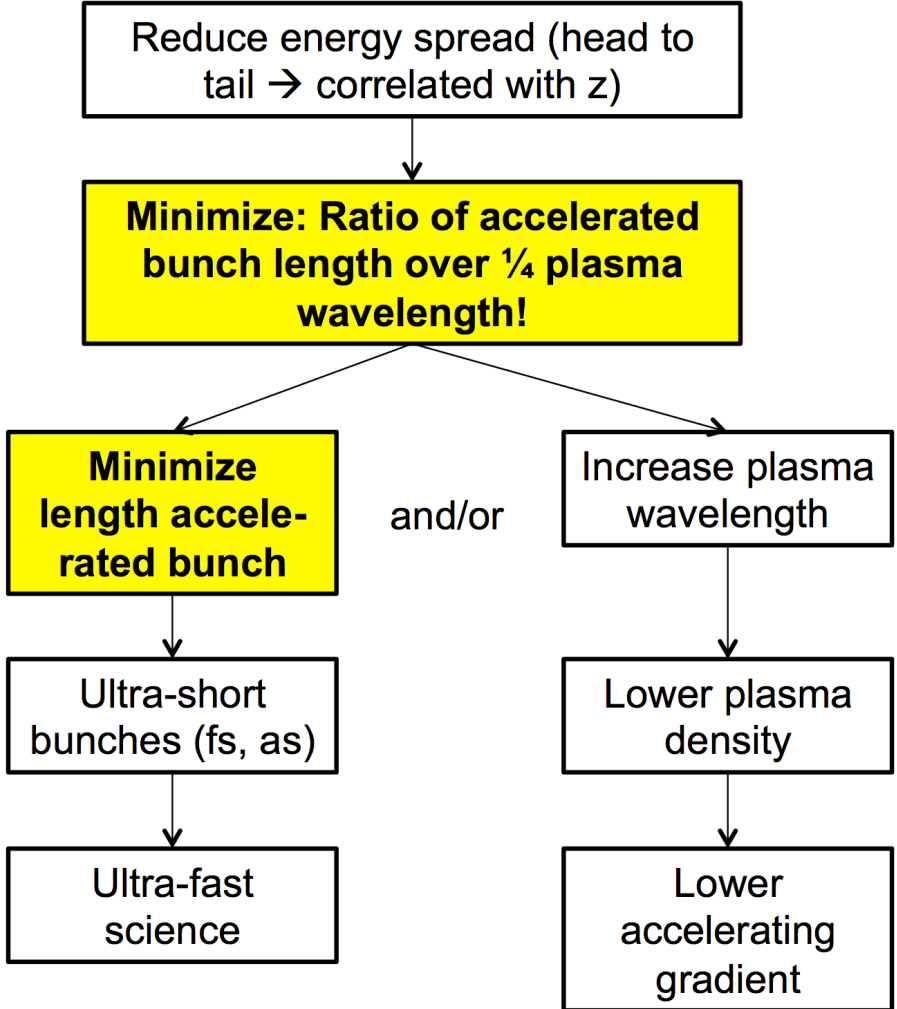 Reduce energy spread (head to
tail → correlated with z)
Minimize: Ratio of accelerated
bunch length over ¼ plasma
wavelength!
Minimize
length accele-
rated bunch
and/or
Increase plasma
wavelength
Ultra-short
bunches (fs, as)
Lower plasma
density
Ultra-fast
science
Lower
accelerating
gradient